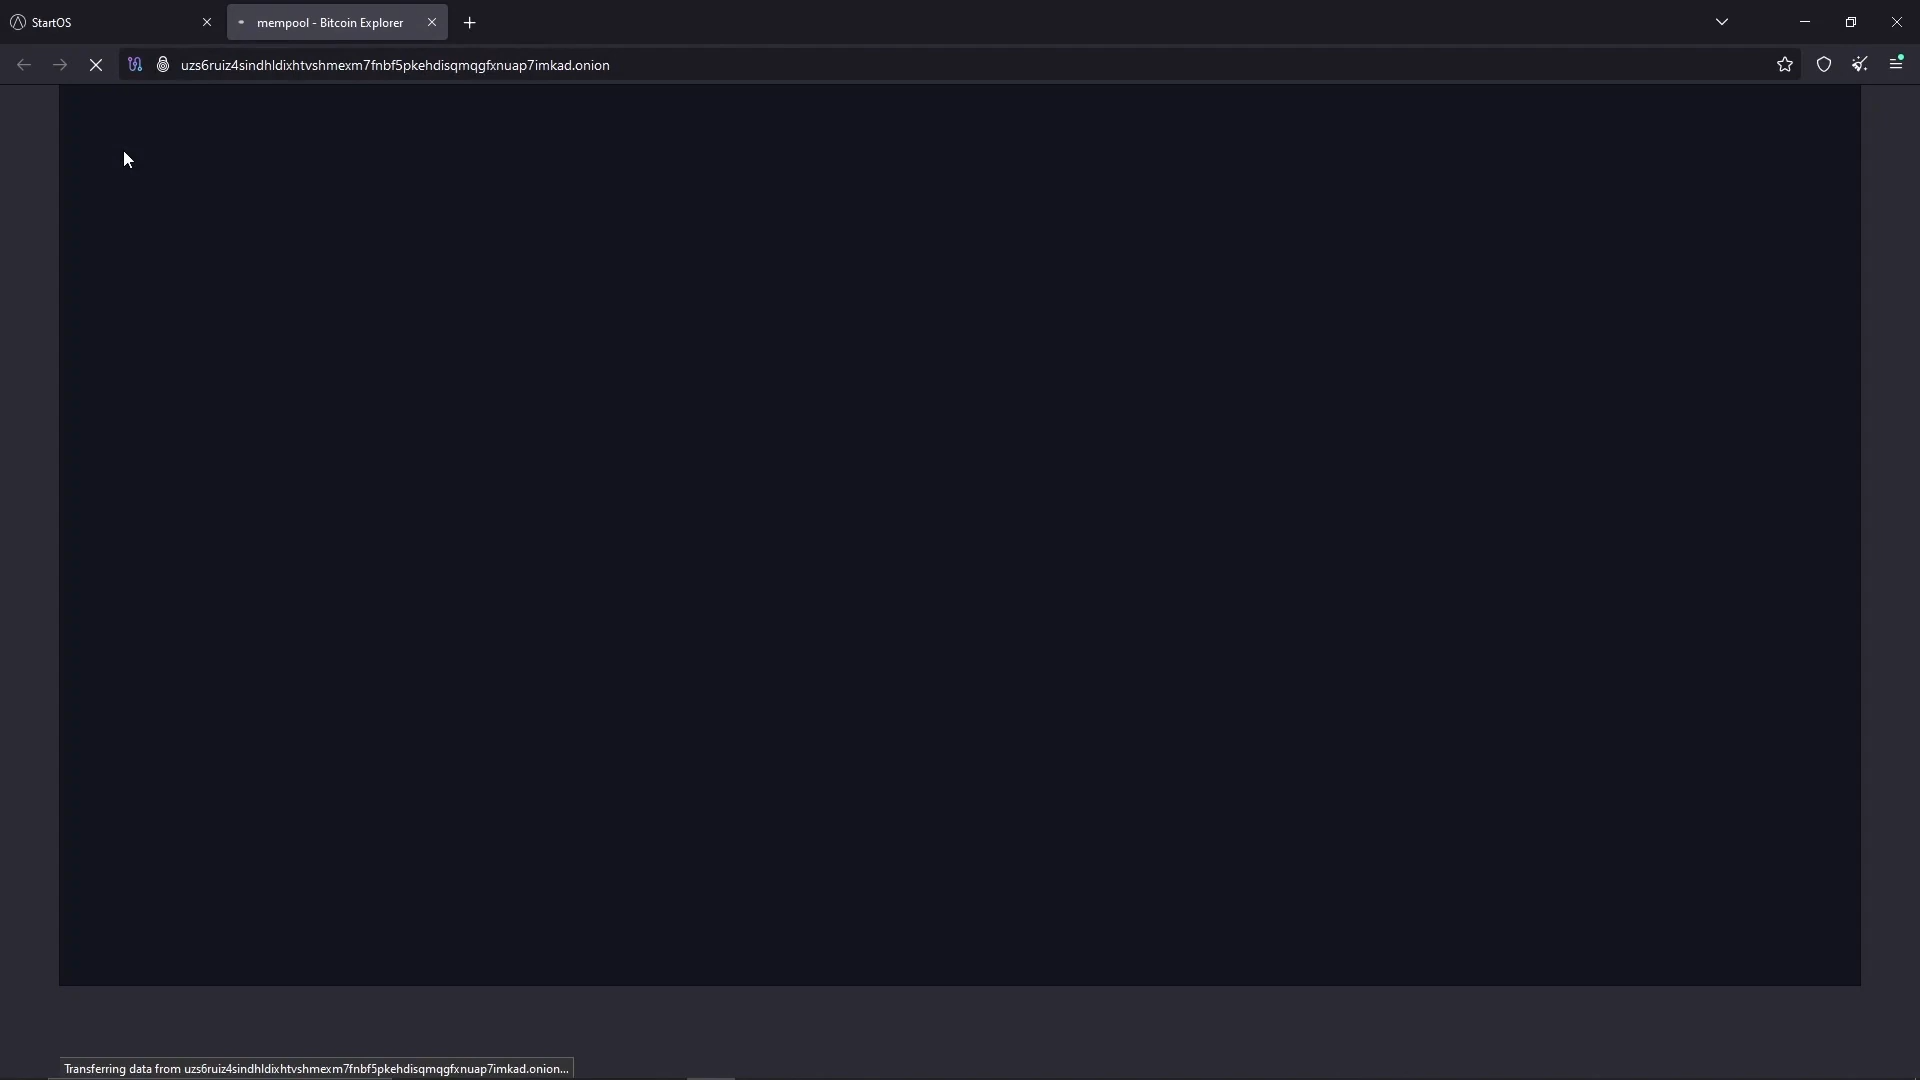 StartOS
mempool - Bitcoin Explorer
uzs6ruiz4sindhldixhtvshmexm7fnbf5pkehdisqmqgfxnuap7imkad.onion
Transferring data from uzs6ruiz4sindhldixhtvshmexm7fnbf5pkehdisqmqgfxnuap7imkad.onion...